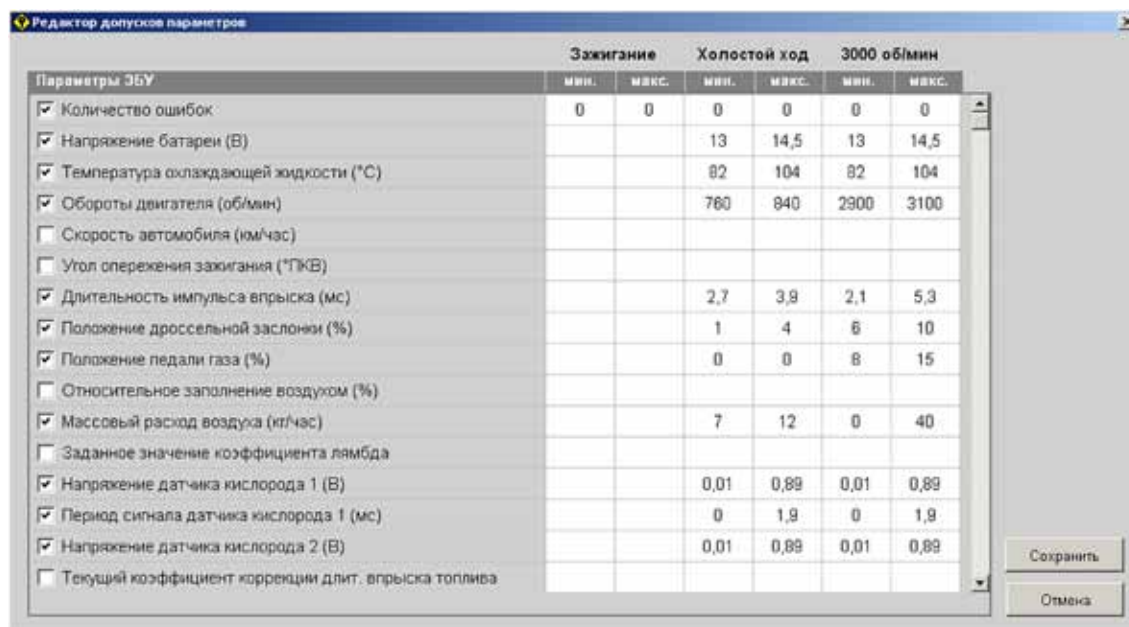 Редактор допусков параметров
Зажигание Холостой ход 3000 об/мин
Параметры ЭБУ мин. макс. мин. макс. мин. макс.
Количество ошибок 0 0 0 0 0 0
Напряжение батареи (В) 13 14,5 13 14,5
Температура охлаждающей жидкости (°C) 82 104 82 104
Обороты двигателя (об/мин) 760 840 2900 3100
Скорость автомобиля (км/час)
Угол опережения зажигания (°ПКВ)
Длительность импульса впрыска (мс) 2,7 3,9 2,1 5,3
Положение дроссельной заслонки (%) 1 4 6 10
Положение педали газа (%) 0 0 8 15
Относительное заполнение воздухом (%)
Массовый расход воздуха (кг/час) 7 12 0 40
Заданное значение коэффициента лямбда
Напряжение датчика кислорода 1 (В) 0,01 0,89 0,01 0,89
Период сигнала датчика кислорода 1 (мс) 0 1,9 0 1,9
Напряжение датчика кислорода 2 (В) 0,01 0,89 0,01 0,89
Текущий коэффициент коррекции длит. впрыска топлива
Сохранить
Отмена